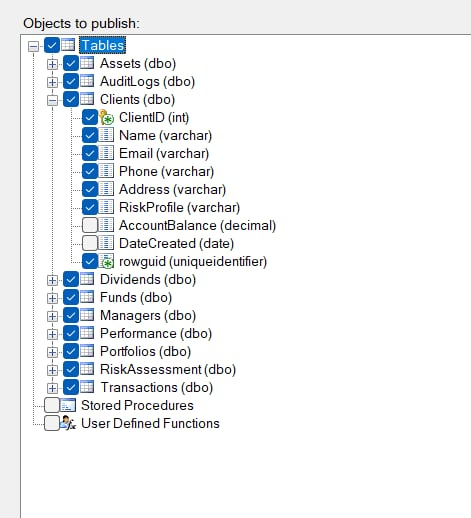 Objects to publish:
Tables
Assets (dbo)
AuditLogs (dbo)
Clients (dbo)
ClientID (int)
Name (varchar)
Email (varchar)
Phone (varchar)
Address (varchar)
RiskProfile (varchar)
AccountBalance (decimal)
DateCreated (date)
rowguid (uniqueidentifier)
Dividends (dbo)
Funds (dbo)
Managers (dbo)
Performance (dbo)
Portfolios (dbo)
RiskAssessment (dbo)
Transactions (dbo)
Stored Procedures
User Defined Functions